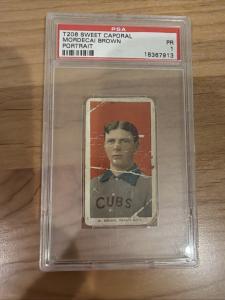 PSA
T206 SWEET CAPORAL
MORDECAI BROWN PR
PORTRAIT 1
18367913
CUBS